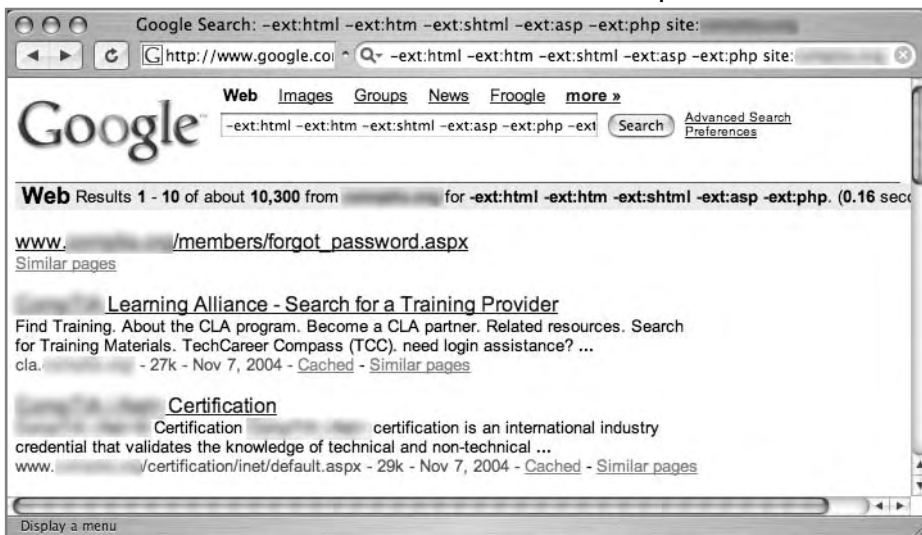 Google Search: -ext:html -ext:htm -ext:shtml -ext:asp -ext:php site:
G http://www.google.co
Q -ext:html -ext:htm -ext:shtml -ext:asp -ext:php site:
Google
Web Images Groups News Froogle more »
-ext:html -ext:htm -ext:shtml -ext:asp -ext:php -ext
Search
Advanced Search
Preferences
Web Results 1 - 10 of about 10,300 from for -ext:html -ext:htm -ext:shtml -ext:asp -ext:php. (0.16 sec
www. /members/forgot_password.aspx
Similar pages
Learning Alliance - Search for a Training Provider
Find Training. About the CLA program. Become a CLA partner. Related resources. Search
for Training Materials. TechCareer Compass (TCC). need login assistance? ...
cla. - 27k - Nov 7, 2004 - Cached - Similar pages
Certification
Certification certification is an international industry
credential that validates the knowledge of technical and non-technical ...
www. /certification/inet/default.aspx - 29k - Nov 7, 2004 - Cached - Similar pages
Display a menu